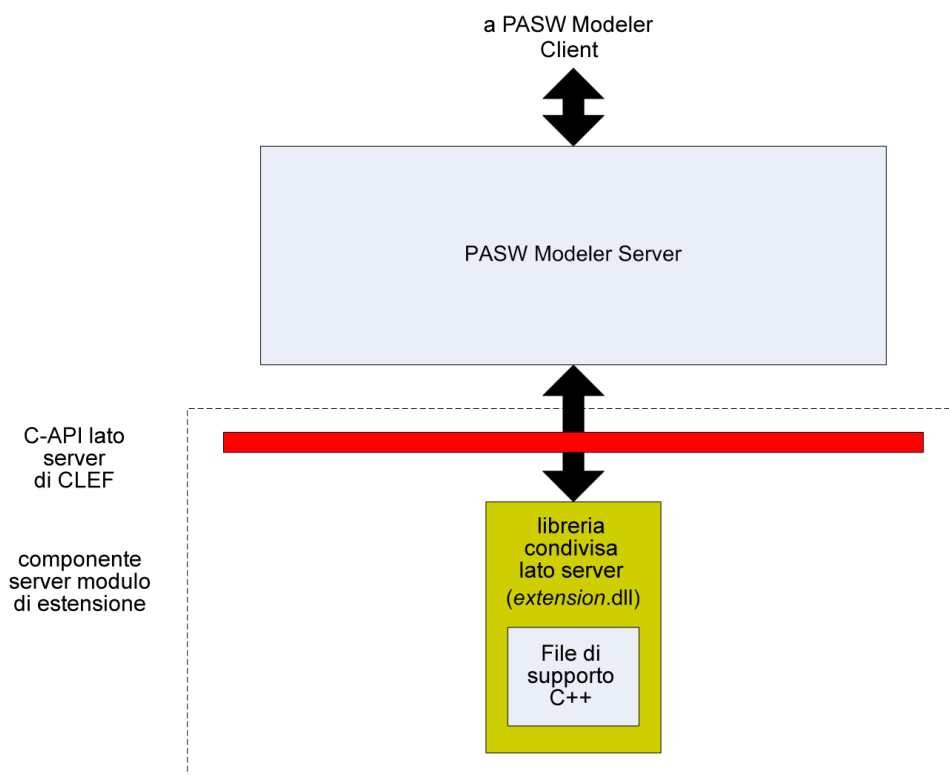 a PASW Modeler
Client
PASW Modeler Server
C-API lato
server
di CLEF
componente
server modulo
di estensione
libreria
condivisa
lato server
(extension.dll)
File di
supporto
C++